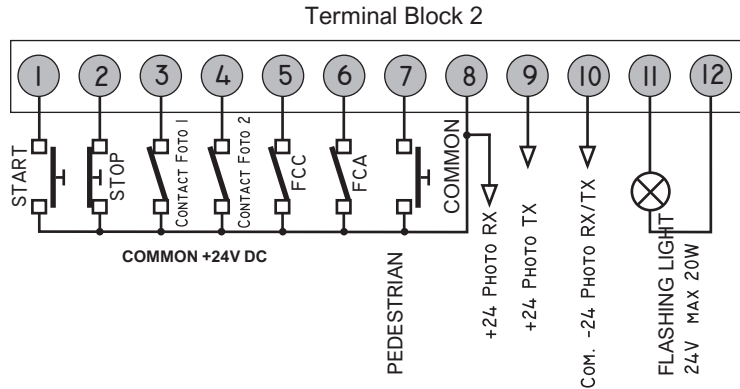 Terminal Block 2
1 2 3 4 5 6 7 8 9 10 11 12
START
STOP
CONTACT FOTO 1
CONTACT FOTO 2
FCC
FCA
COMMON
COMMON +24V DC
PEDESTRIAN
+24 PHOTO RX
+24 PHOTO TX
COM. -24 PHOTO RX/TX
FLASHING LIGHT
24V MAX 20W